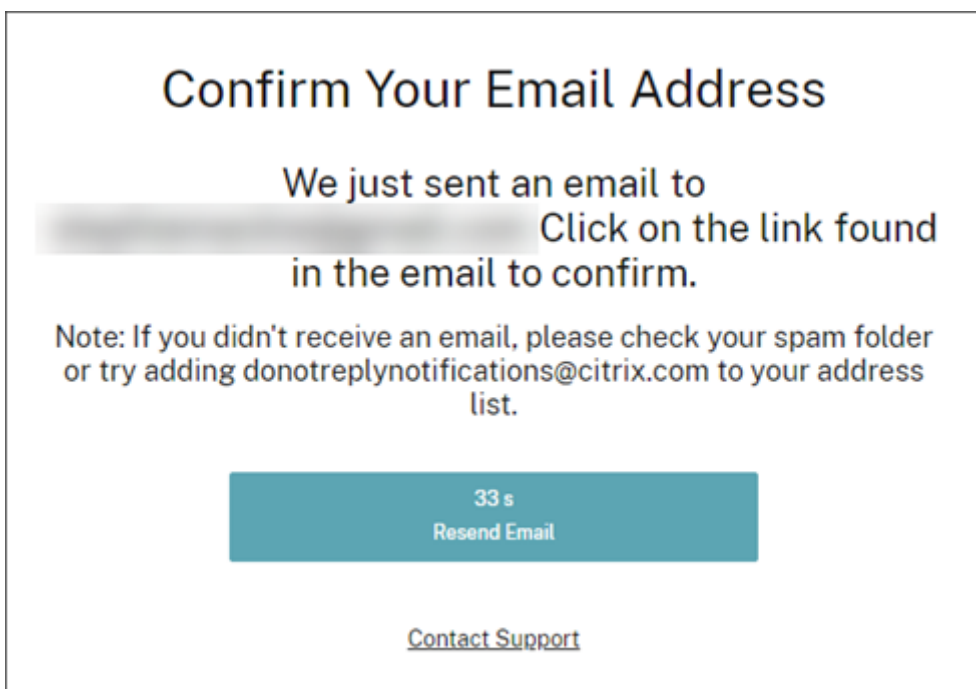 Confirm Your Email Address
We just sent an email to
Click on the link found
in the email to confirm.
Note: If you didn't receive an email, please check your spam folder
or try adding donotreplynotifications@citrix.com to your address
list.
33 s
Resend Email
Contact Support